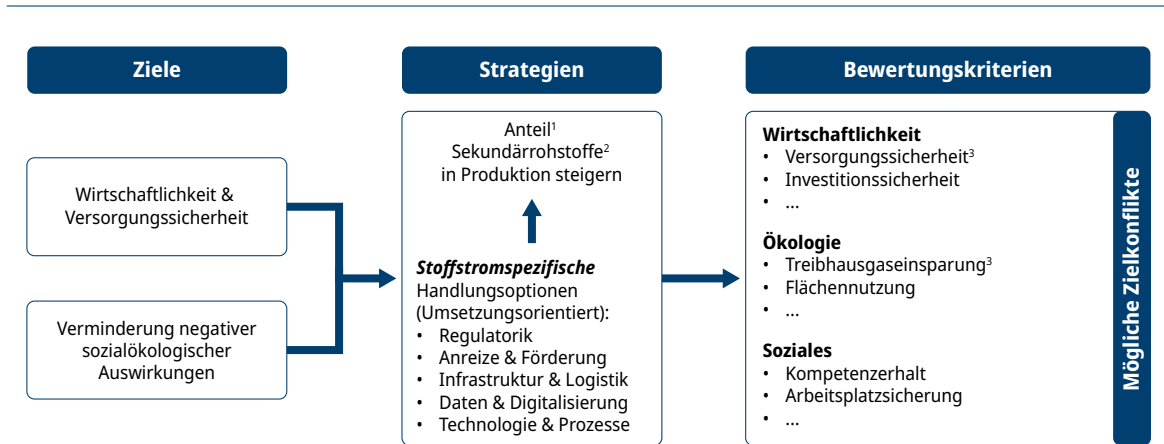 Ziele
Wirtschaftlichkeit &
Versorgungssicherheit
Verminderung negativer
sozialökologischer
Auswirkungen
Strategien
Anteil¹
Sekundärrohstoffe²
in Produktion steigern
Stoffstromspezifische
Handlungsoptionen
(Umsetzungsorientiert):
• Regulatorik
• Anreize & Förderung
• Infrastruktur & Logistik
• Daten & Digitalisierung
• Technologie & Prozesse
Bewertungskriterien
Wirtschaftlichkeit
• Versorgungssicherheit³
• Investitionssicherheit
• ...
Ökologie
• Treibhausgaseinsparung³
• Flächennutzung
• ...
Soziales
• Kompetenzerhalt
• Arbeitsplatzsicherung
• ...
Mögliche Zielkonflikte